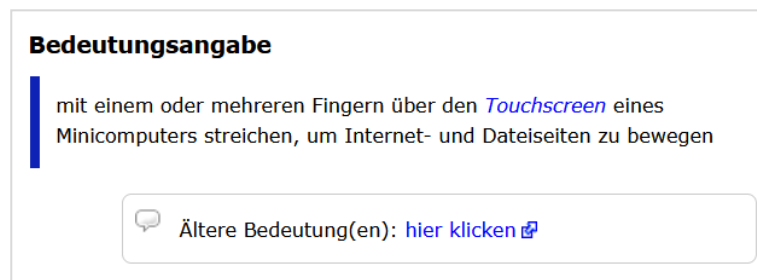 Bedeutungsangabe
mit einem oder mehreren Fingern über den Touchscreen eines
Minicomputers streichen, um Internet- und Dateiseiten zu bewegen
Ältere Bedeutung(en): hier klicken